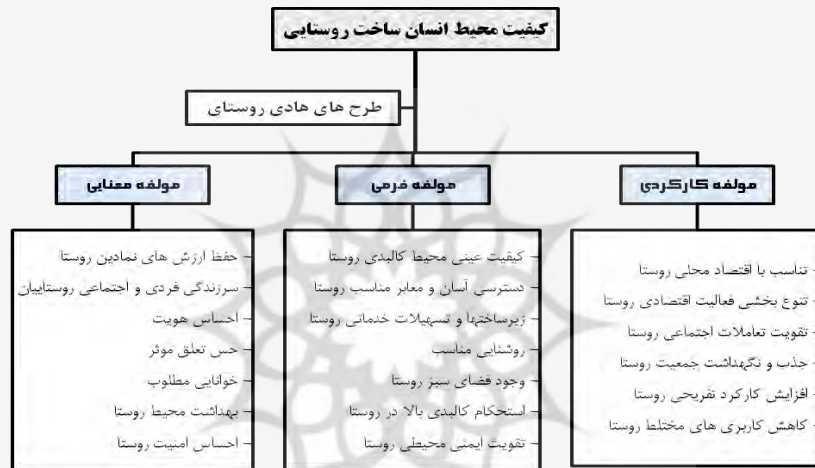 کیفیت محیط انسان ساخت روستایی
طرح های هادی روستای
مولفه کارکردی
- تناسب با اقتصاد محلی روستا
- تنوع بخشی فعالیت اقتصادی روستا
- تقویت تعاملات اجتماعی روستا
- جذب و نگهداشت جمعیت روستا
- افزایش کارکرد تفریحی روستا
- کاهش کاربری های مختلط روستا
مولفه فرمی
- کیفیت عینی محیط کالبدی روستا
- دسترسی آسان و معابر مناسب روستا
- زیرساختها و تسهیلات خدماتی روستا
- روشنایی مناسب
- وجود فضای سبز روستا
- استحکام کالبدی بالا در روستا
- تقویت ایمنی محیطی روستا
مولفه معنایی
- حفظ ارزش های نمادین روستا
- سرزندگی فردی و اجتماعی روستاییان
- احساس هویت
- حس تعلق موثر
- خوانایی مطلوب
- بهداشت محیط روستا
- احساس امنیت روستا